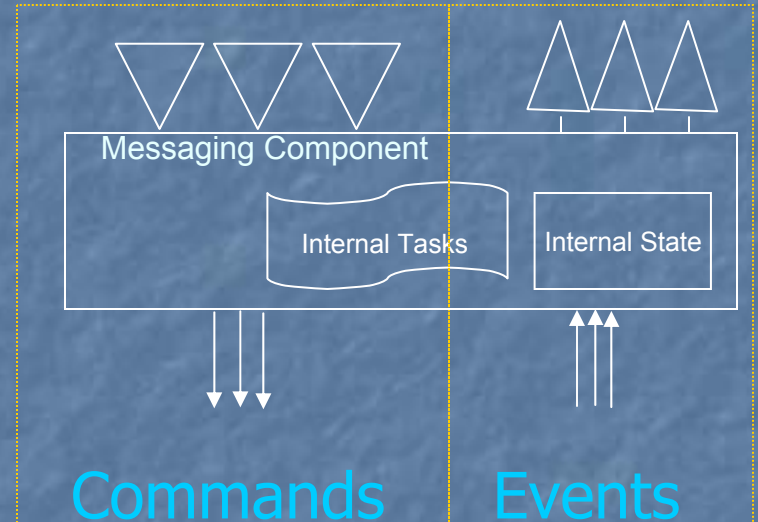 Messaging Component
Internal Tasks
Internal State
Commands
Events